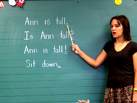 Ann is tall.
Is Ann tall
Ann is tall!
Sit down.